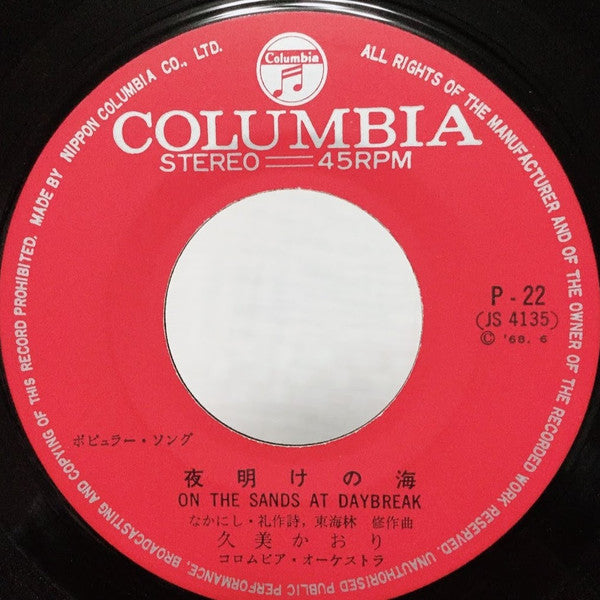 MADE BY NIPPON COLUMBIA CO., LTD.
ALL RIGHTS OF THE MANUFACTURER AND OF THE OWNER OF THE RECORDED WORK RESERVED. UNAUTHORISED PUBLIC PERFORMANCE, BROADCASTING AND COPYING OF THIS RECORD PROHIBITED.
Columbia
COLUMBIA
STEREO 45RPM
P-22
(JS 4135)
© '68. 6
ポピュラー・ソング
夜明けの海
ON THE SANDS AT DAYBREAK
なかにし・礼作詩, 東海林 修作曲
久美かおり
コロムビア・オーケストラ